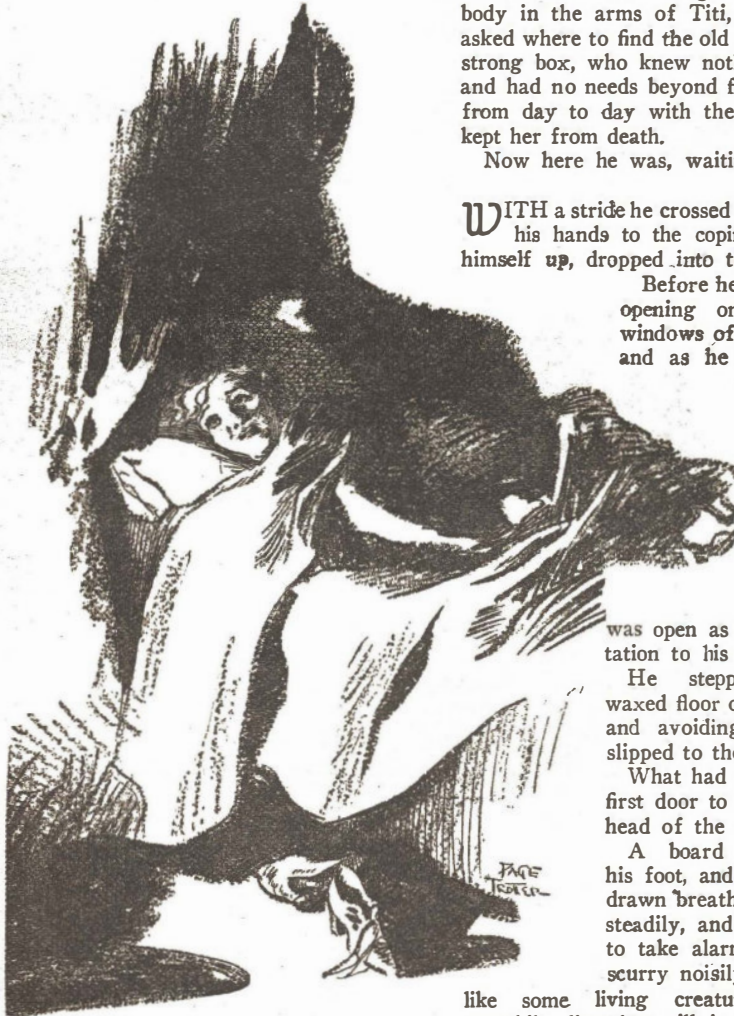 body in the arms of Titi,
asked where to find the old
strong box, who knew not
and had no needs beyond f
from day to day with the
kept her from death.
Now here he was, waiti
WITH a stride he crossed
his hands to the copi
himself up, dropped into t
Before he
opening or
windows of
and as he
was open as
tation to his
He stepp
waxed floor o
and avoiding
slipped to the
What had
first door to
head of the
A board
his foot, and
drawn breath
steadily, and
to take alarm
scurry noisily
like some living creatu
PAGE
TROTER